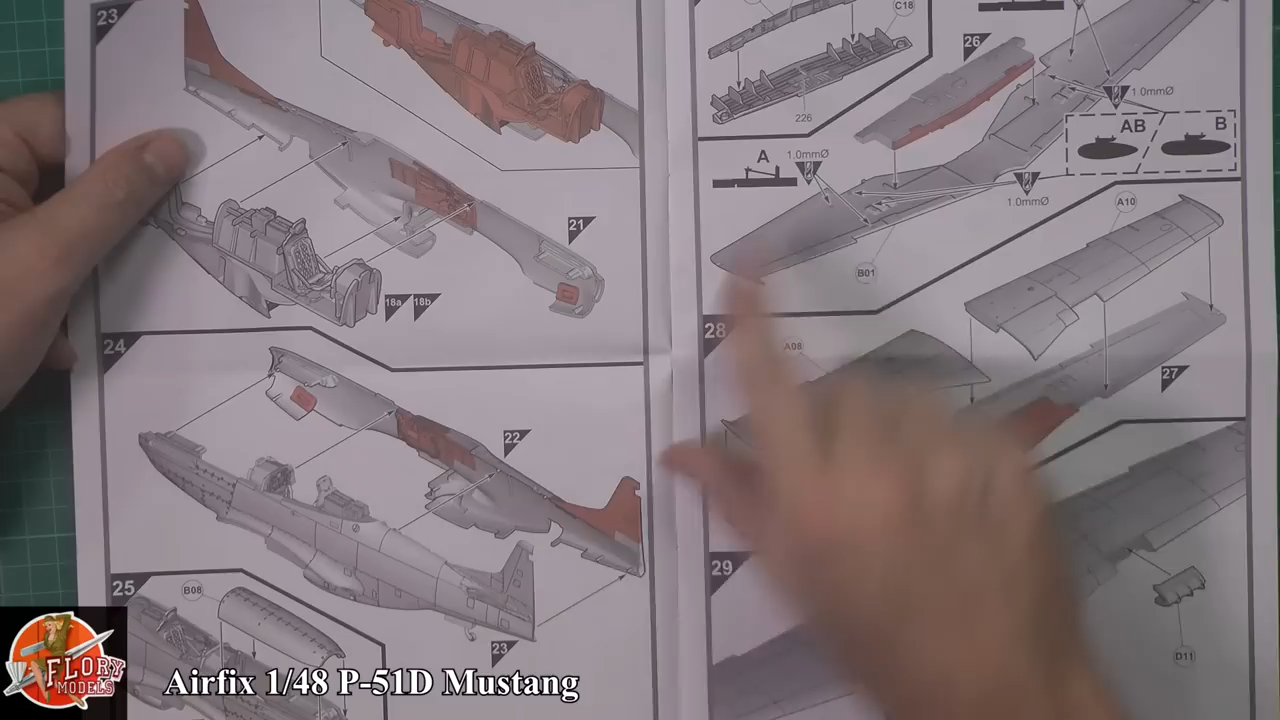 23
21
18a 18b
24
22
23
25
B08
C18
226
26
1.0mmØ
AB B
A 1.0mmØ
1.0mmØ
B01
A10
28
A08
27
29
D11
FLORY
MODELS
Airfix 1/48 P-51D Mustang